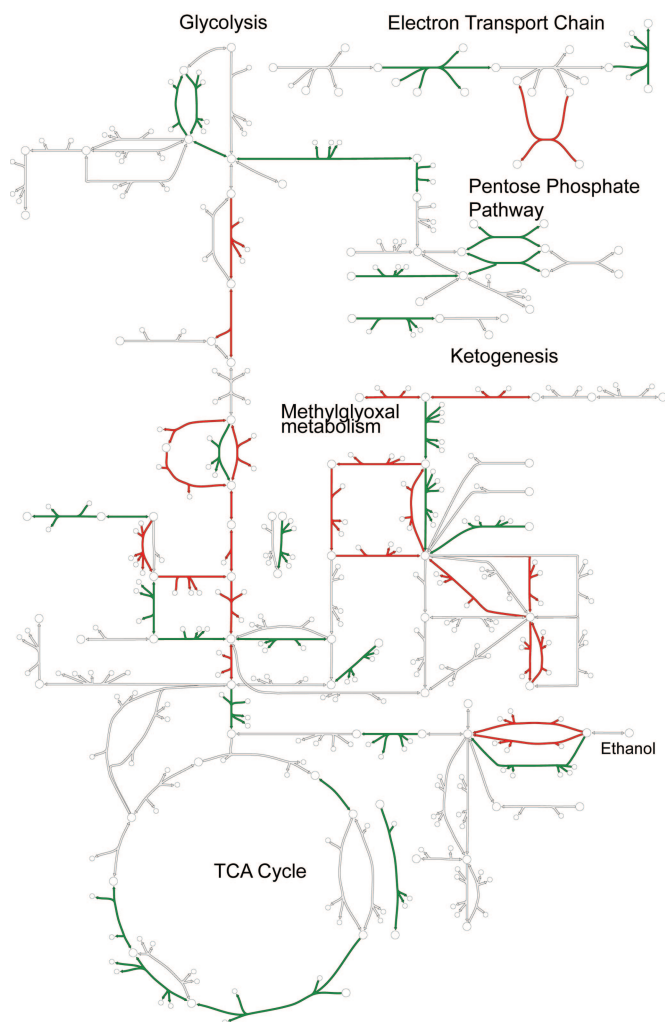 Glycolysis
Electron Transport Chain
Pentose Phosphate
Pathway
Ketogenesis
Methylglyoxal
metabolism
Ethanol
TCA Cycle